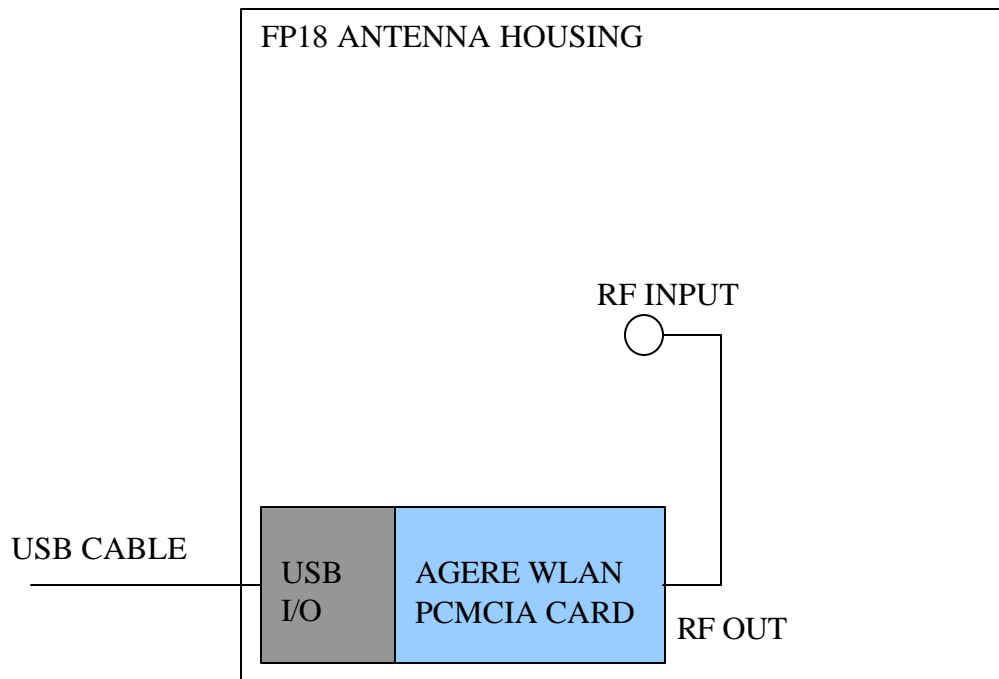 FP18 ANTENNA HOUSING
RF INPUT
USB CABLE
USB
I/O
AGERE WLAN
PCMCIA CARD
RF OUT